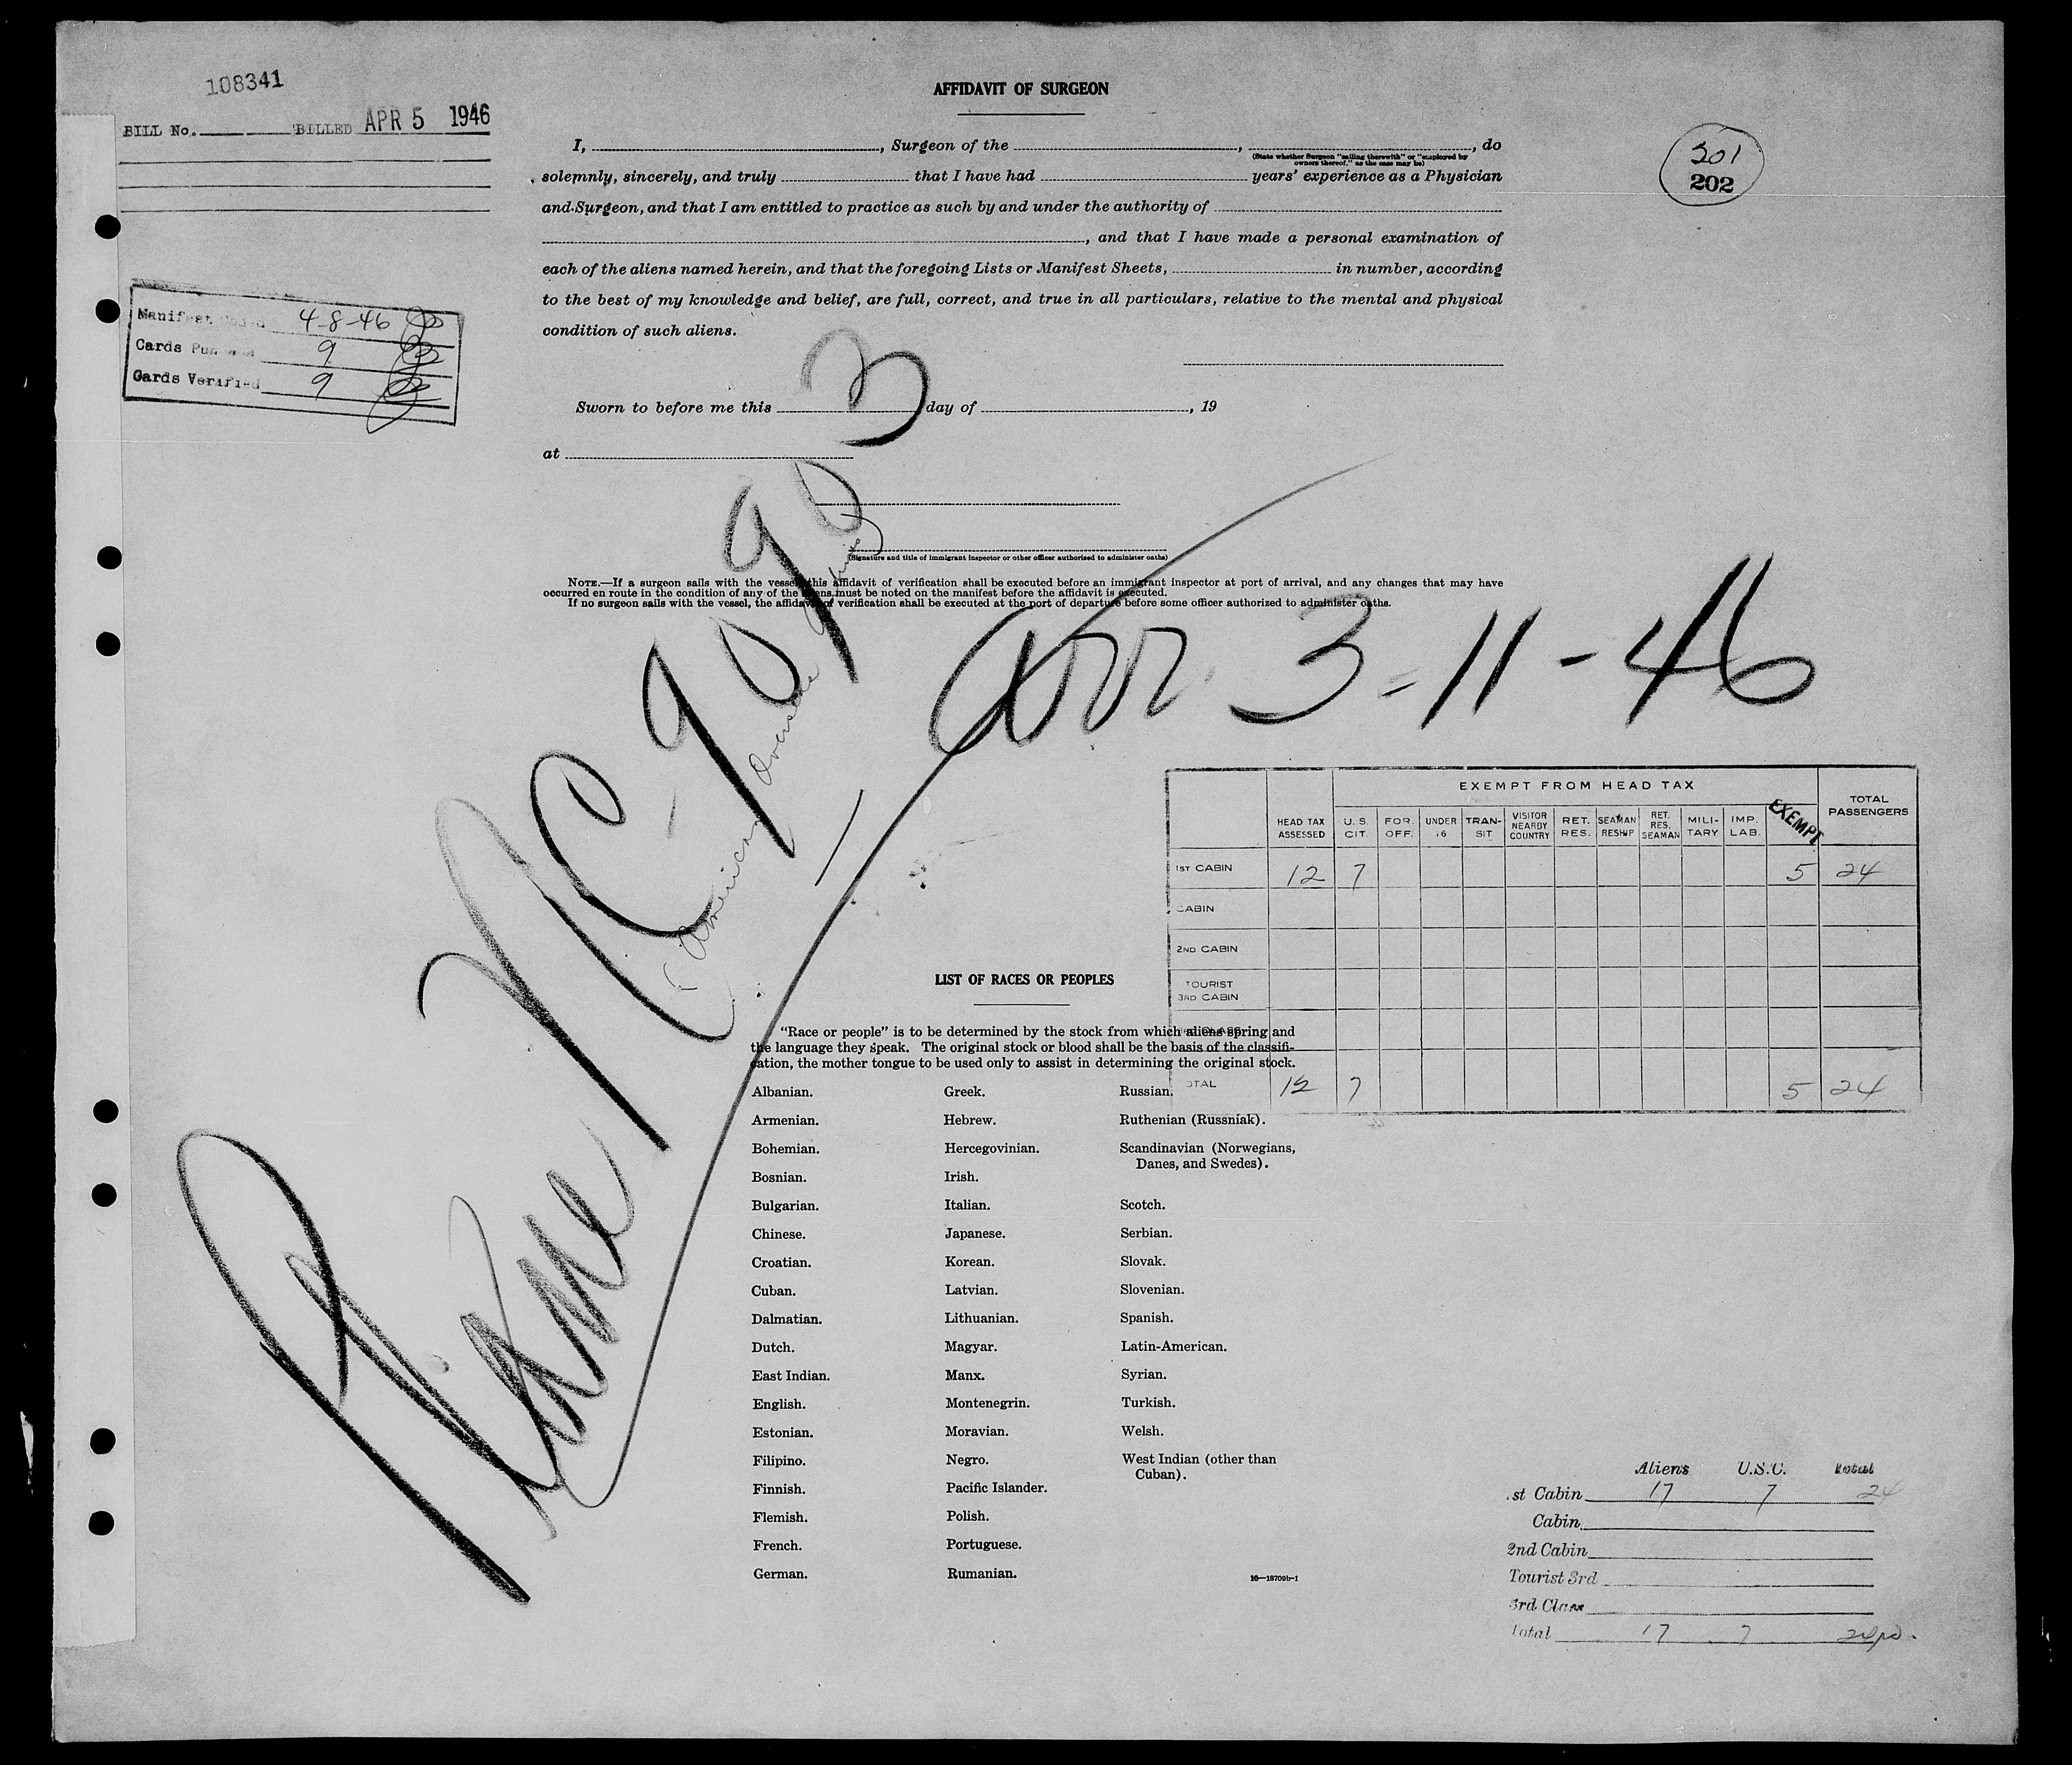 108341
BILL No. BILLED APR 5 1946
AFFIDAVIT OF SURGEON
I, , Surgeon of the , , do
(State whether Surgeon "sailing therewith" or "employed by
owners thereof," as the case may be)
solemnly, sincerely, and truly that I have had years' experience as a Physician
and Surgeon, and that I am entitled to practice as such by and under the authority of
, and that I have made a personal examination of
each of the aliens named herein, and that the foregoing Lists or Manifest Sheets, in number, according
to the best of my knowledge and belief, are full, correct, and true in all particulars, relative to the mental and physical
condition of such aliens.
201
202
Manifest 4-8-46
Cards 9
Cards Verified 9
Sworn to before me this day of , 19
at
(Signature and title of immigrant inspector or other officer authorized to administer oaths)
NOTE.—If a surgeon sails with the vessel, this affidavit of verification shall be executed before an immigrant inspector at port of arrival, and any changes that may have
occurred en route in the condition of any of the aliens must be noted on the manifest before the affidavit is executed.
If no surgeon sails with the vessel, the affidavit of verification shall be executed at the port of departure before some officer authorized to administer oaths.
Plane NC-90903
(American Overseas
arr. 3-11-46
EXEMPT FROM HEAD TAX
HEAD TAX ASSESSED U.S. CIT. FOR. OFF. UNDER 16 TRAN-SIT VISITOR NEARBY COUNTRY RET. RES. SEAMAN RESHIP RET. RES. SEAMAN MILI-TARY IMP. LAB. EXEMPT TOTAL PASSENGERS
1ST CABIN 12 7 5 24
CABIN
2ND CABIN
TOURIST
3RD CABIN
TOTAL 12 7 5 24
LIST OF RACES OR PEOPLES
"Race or people" is to be determined by the stock from which aliens spring and
the language they speak. The original stock or blood shall be the basis of the classifi-
cation, the mother tongue to be used only to assist in determining the original stock.
Albanian.
Armenian.
Bohemian.
Bosnian.
Bulgarian.
Chinese.
Croatian.
Cuban.
Dalmatian.
Dutch.
East Indian.
English.
Estonian.
Filipino.
Finnish.
Flemish.
French.
German.
Greek.
Hebrew.
Hercegovinian.
Irish.
Italian.
Japanese.
Korean.
Latvian.
Lithuanian.
Magyar.
Manx.
Montenegrin.
Moravian.
Negro.
Pacific Islander.
Polish.
Portuguese.
Rumanian.
Russian.
Ruthenian (Russniak).
Scandinavian (Norwegians,
Danes, and Swedes).
Scotch.
Serbian.
Slovak.
Slovenian.
Spanish.
Latin-American.
Syrian.
Turkish.
Welsh.
West Indian (other than
Cuban).
16—18709b-1
Aliens U.S.C. Total
st Cabin 17 7 24
Cabin
2nd Cabin
Tourist 3rd
3rd Class
Total 17 7 24